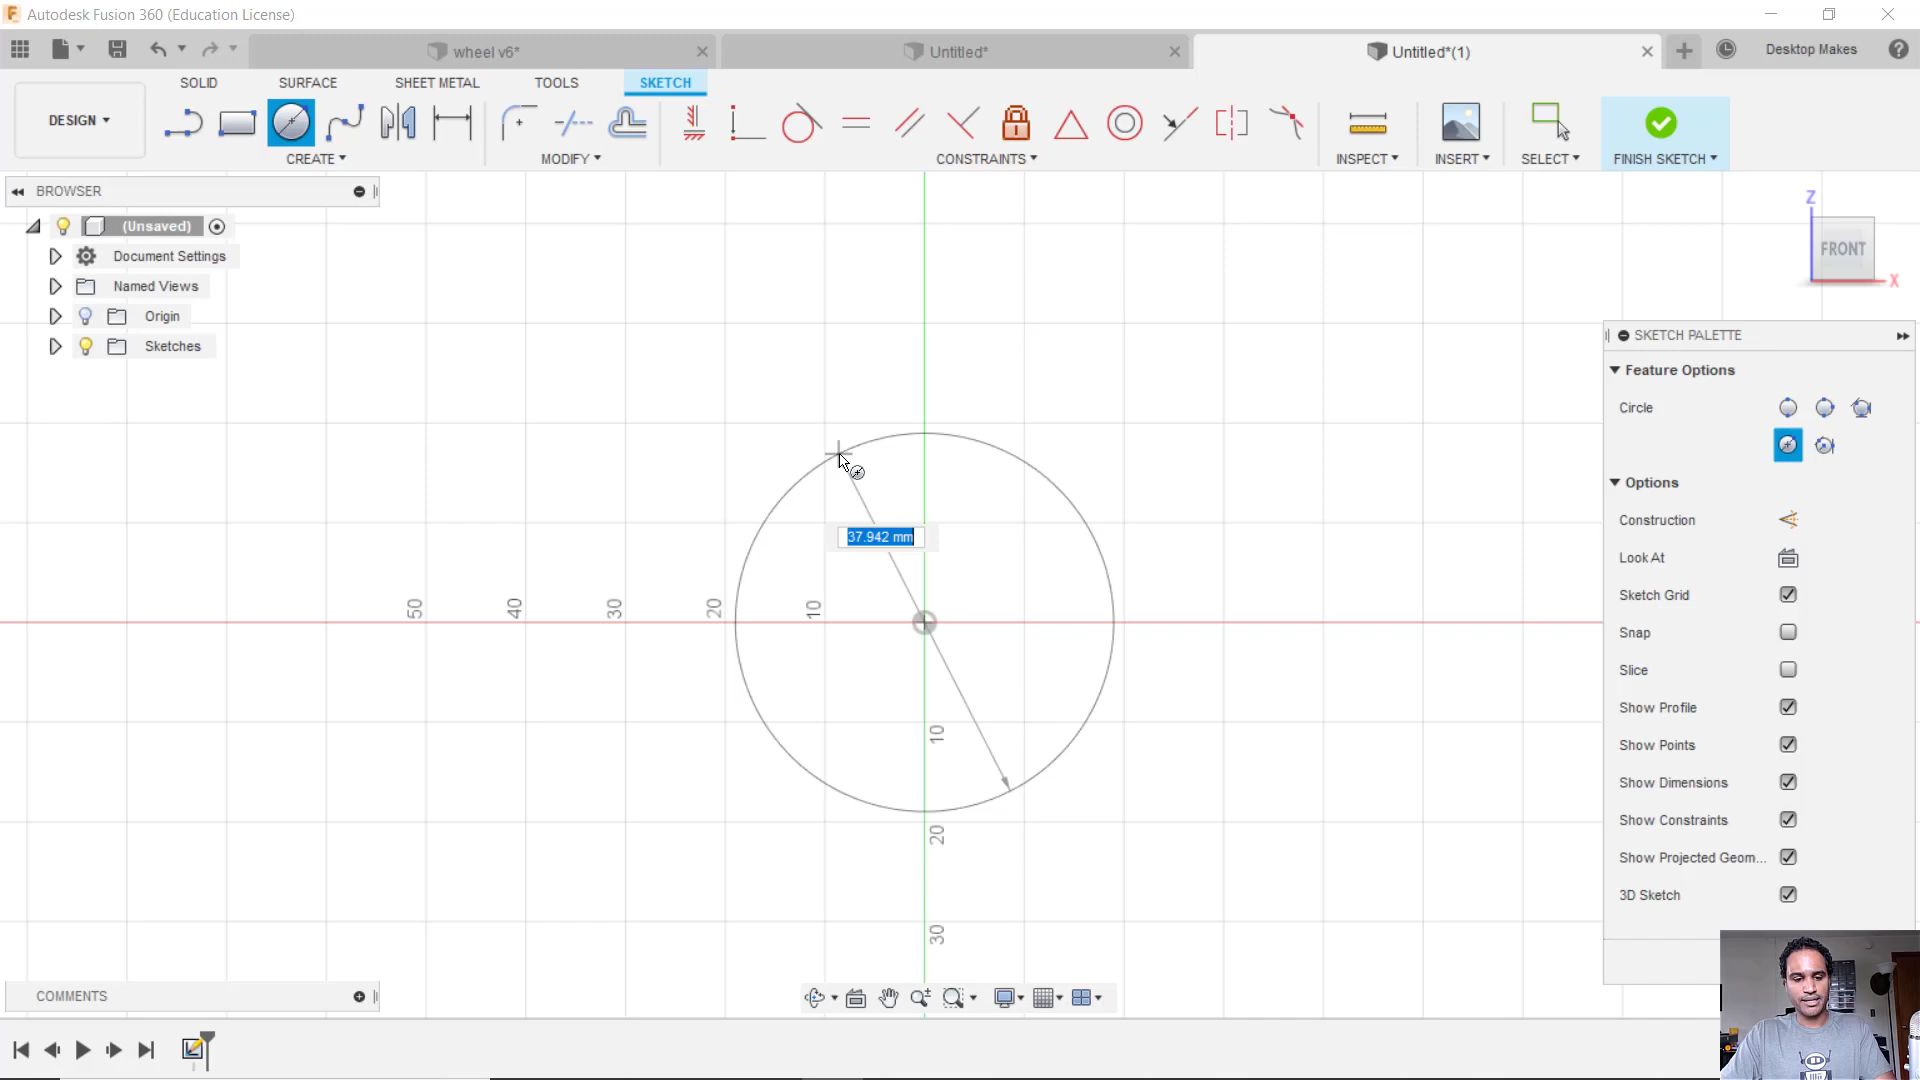 Autodesk Fusion 360 (Education License)
wheel v6*
Untitled*
Untitled*(1)
Desktop Makes
DESIGN
SOLID
SURFACE
SHEET METAL
TOOLS
SKETCH
CREATE
MODIFY
CONSTRAINTS
INSPECT
INSERT
SELECT
FINISH SKETCH
BROWSER
(Unsaved)
Document Settings
Named Views
Origin
Sketches
Z
FRONT
X
SKETCH PALETTE
Feature Options
Circle
Options
Construction
Look At
Sketch Grid
Snap
Slice
Show Profile
Show Points
Show Dimensions
Show Constraints
Show Projected Geom...
3D Sketch
37.942 mm
50
40
30
20
10
10
20
30
COMMENTS